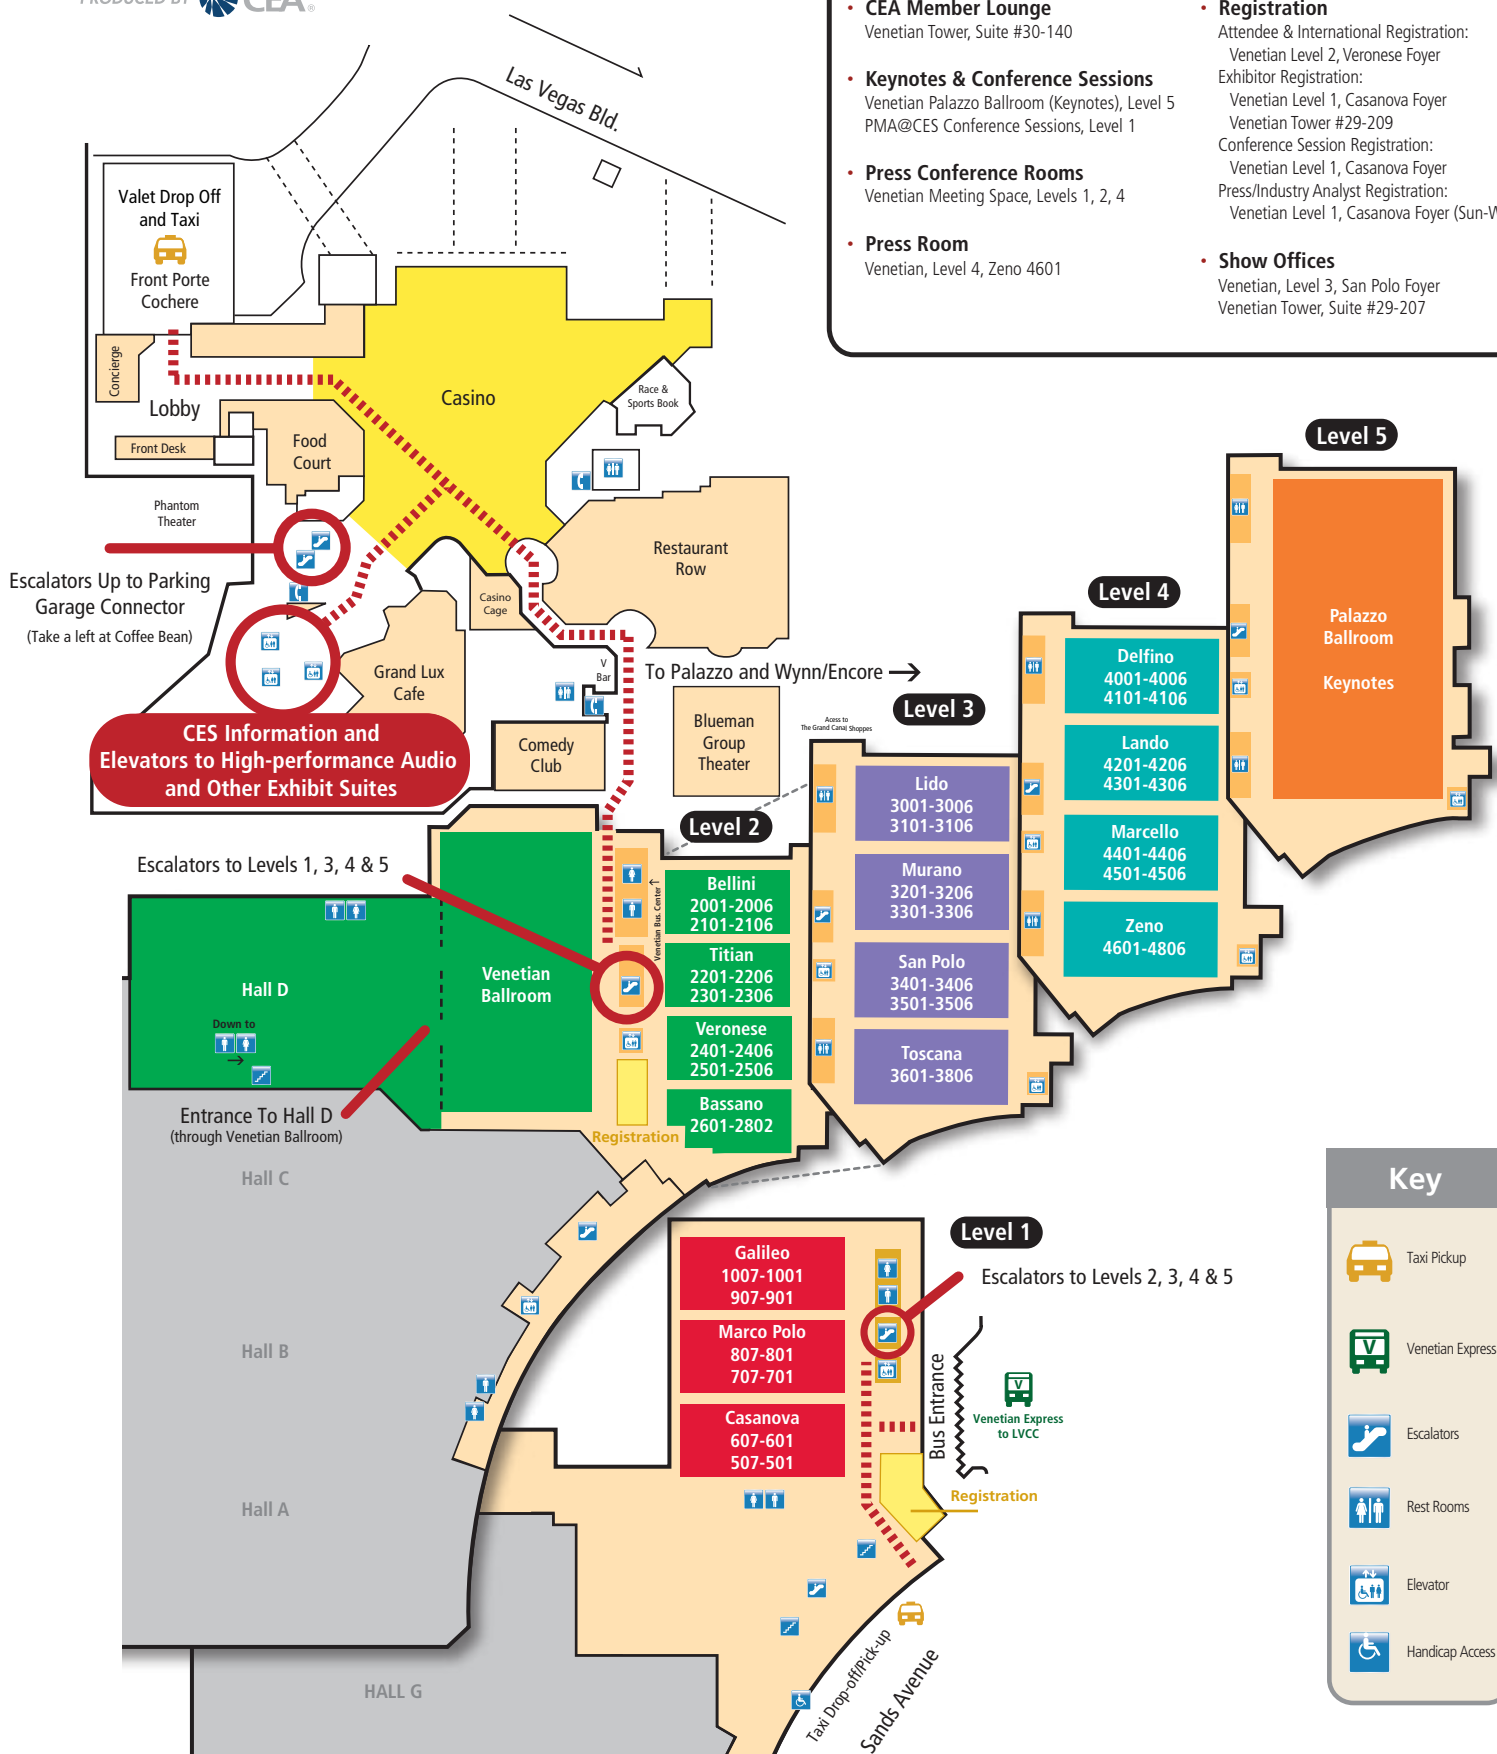 PRODUCED BY CEA®
• CEA Member Lounge
Venetian Tower, Suite #30-140
• Keynotes & Conference Sessions
Venetian Palazzo Ballroom (Keynotes), Level 5
PMA@CES Conference Sessions, Level 1
• Press Conference Rooms
Venetian Meeting Space, Levels 1, 2, 4
• Press Room
Venetian, Level 4, Zeno 4601
• Registration
Attendee & International Registration:
Venetian Level 2, Veronese Foyer
Exhibitor Registration:
Venetian Level 1, Casanova Foyer
Venetian Tower #29-209
Conference Session Registration:
Venetian Level 1, Casanova Foyer
Press/Industry Analyst Registration:
Venetian Level 1, Casanova Foyer (Sun-W
• Show Offices
Venetian, Level 3, San Polo Foyer
Venetian Tower, Suite #29-207
Las Vegas Bld.
Valet Drop Off
and Taxi
Front Porte
Cochere
Concierge
Lobby
Front Desk
Food
Court
Casino
Race &
Sports Book
Phantom
Theater
Escalators Up to Parking
Garage Connector
(Take a left at Coffee Bean)
Casino
Cage
Restaurant
Row
Grand Lux
Cafe
V
Bar
To Palazzo and Wynn/Encore →
CES Information and
Elevators to High-performance Audio
and Other Exhibit Suites
Comedy
Club
Blueman
Group
Theater
Acess to
The Grand Canal Shoppes
Level 5
Palazzo
Ballroom
Keynotes
Level 4
Delfino
4001-4006
4101-4106
Lando
4201-4206
4301-4306
Marcello
4401-4406
4501-4506
Zeno
4601-4806
Level 3
Lido
3001-3006
3101-3106
Murano
3201-3206
3301-3306
San Polo
3401-3406
3501-3506
Toscana
3601-3806
Level 2
Escalators to Levels 1, 3, 4 & 5
Venetian Bus. Center →
Bellini
2001-2006
2101-2106
Titian
2201-2206
2301-2306
Veronese
2401-2406
2501-2506
Bassano
2601-2802
Registration
Venetian
Ballroom
Hall D
Down to
→
Entrance To Hall D
(through Venetian Ballroom)
Hall C
Hall B
Hall A
HALL G
Level 1
Escalators to Levels 2, 3, 4 & 5
Galileo
1007-1001
907-901
Marco Polo
807-801
707-701
Casanova
607-601
507-501
Bus Entrance
V
Venetian Express
to LVCC
Registration
Taxi Drop-off/Pick-up
Sands Avenue
Key
Taxi Pickup
V
Venetian Express
Escalators
Rest Rooms
Elevator
Handicap Access